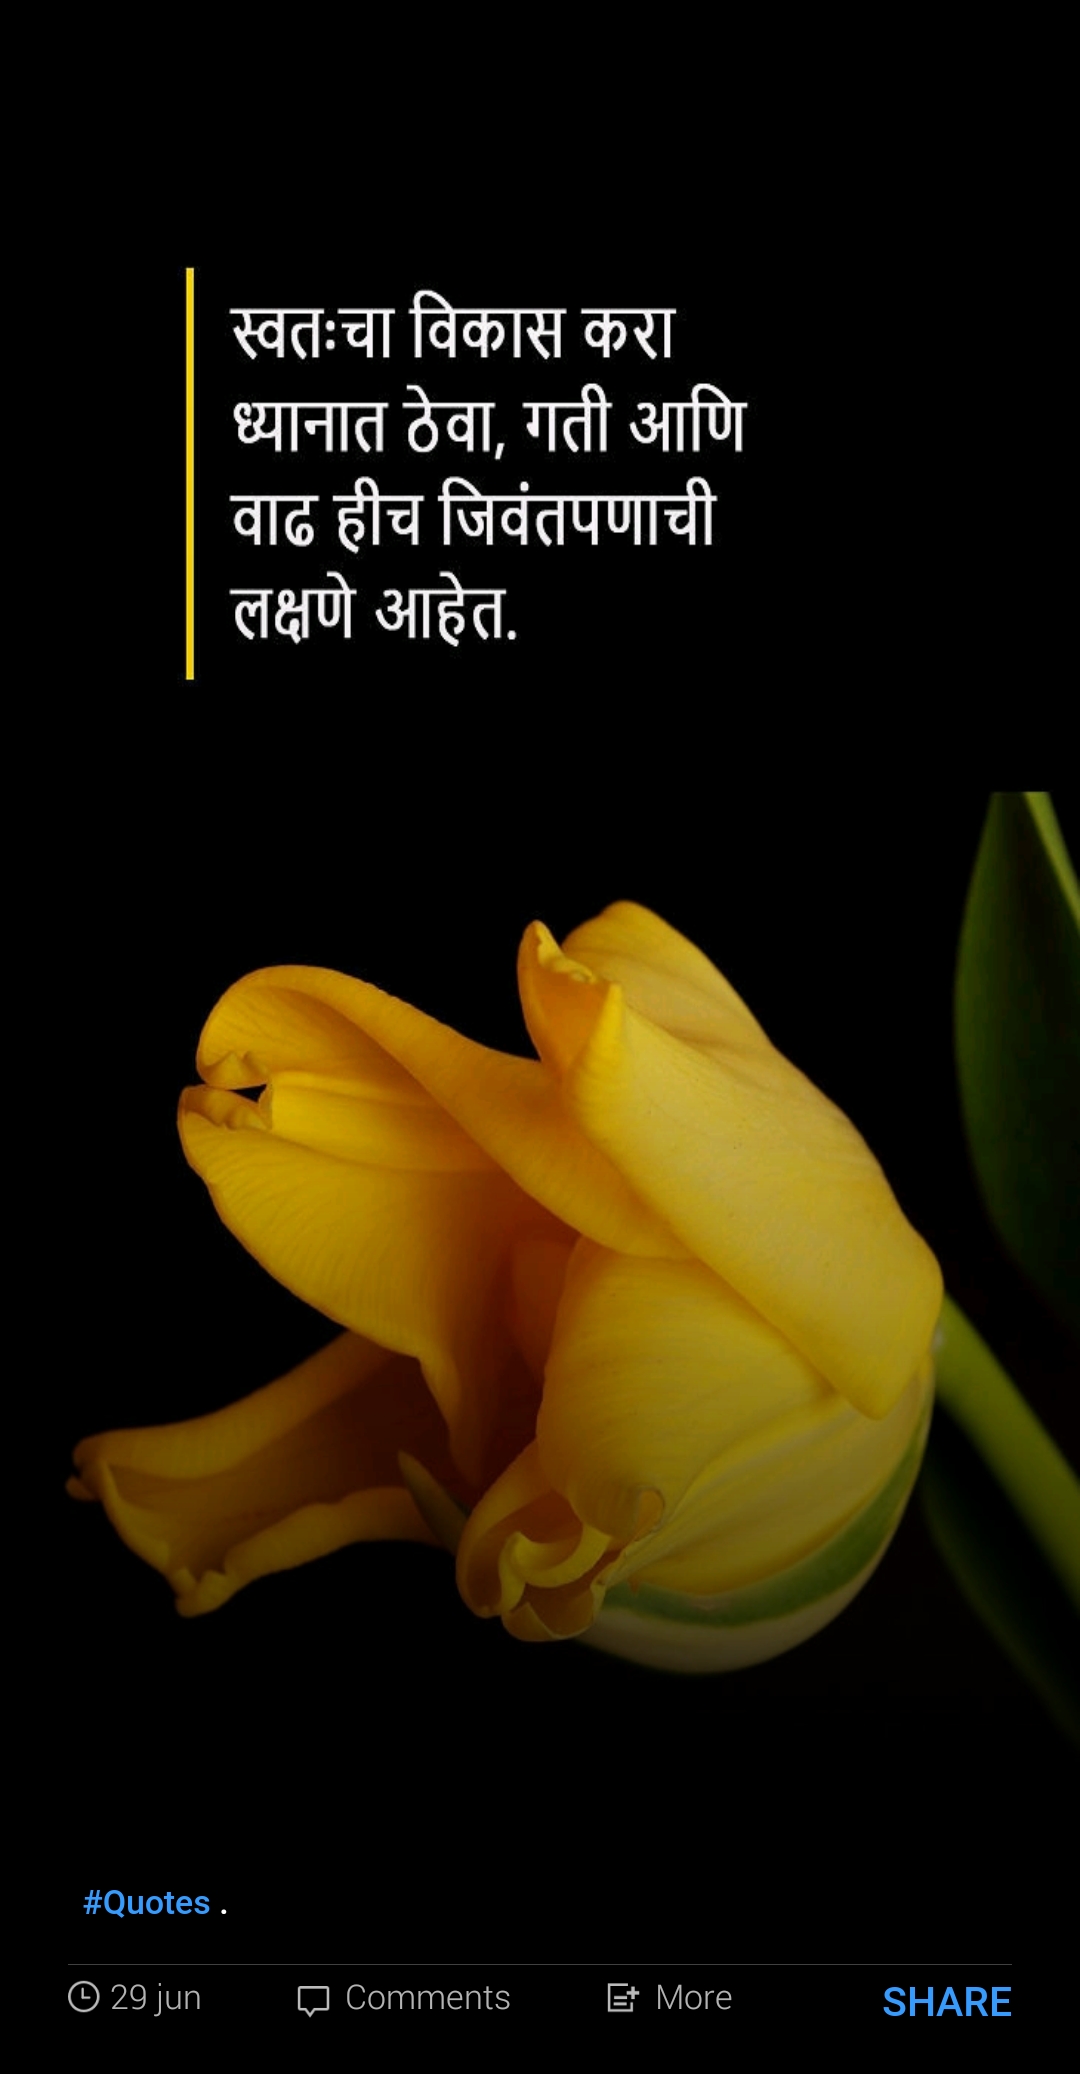 स्वतःचा विकास करा
ध्यानात ठेवा, गती आणि
वाढ हीच जिवंतपणाची
लक्षणे आहेत.
#Quotes .
29 jun Comments More SHARE